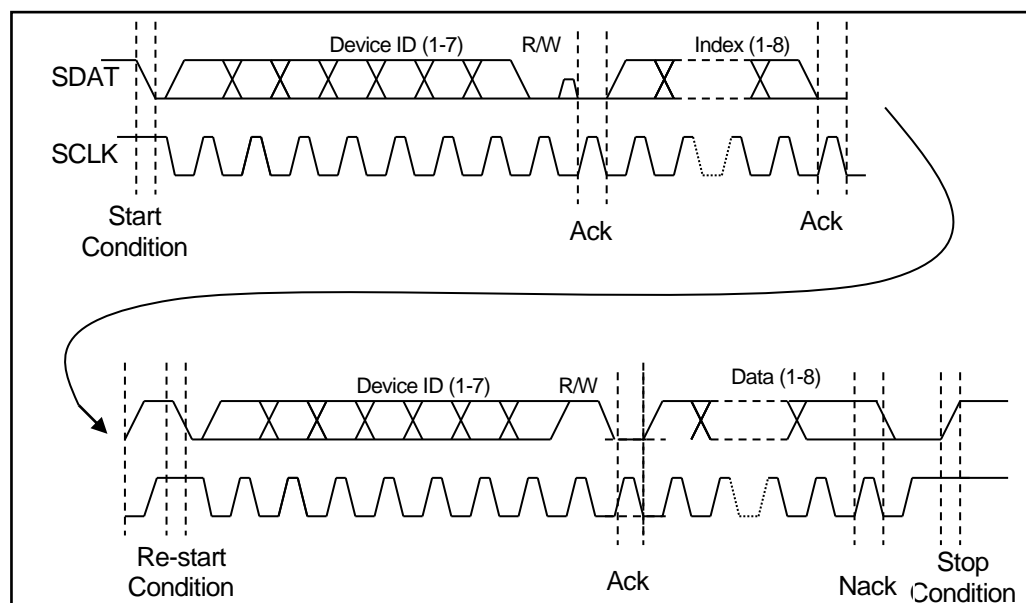 Device ID (1-7) R/W Index (1-8)
SDAT
SCLK
Start
Condition
Ack
Ack
Device ID (1-7) R/W Data (1-8)
Re-start
Condition
Ack
Nack
Stop
Condition